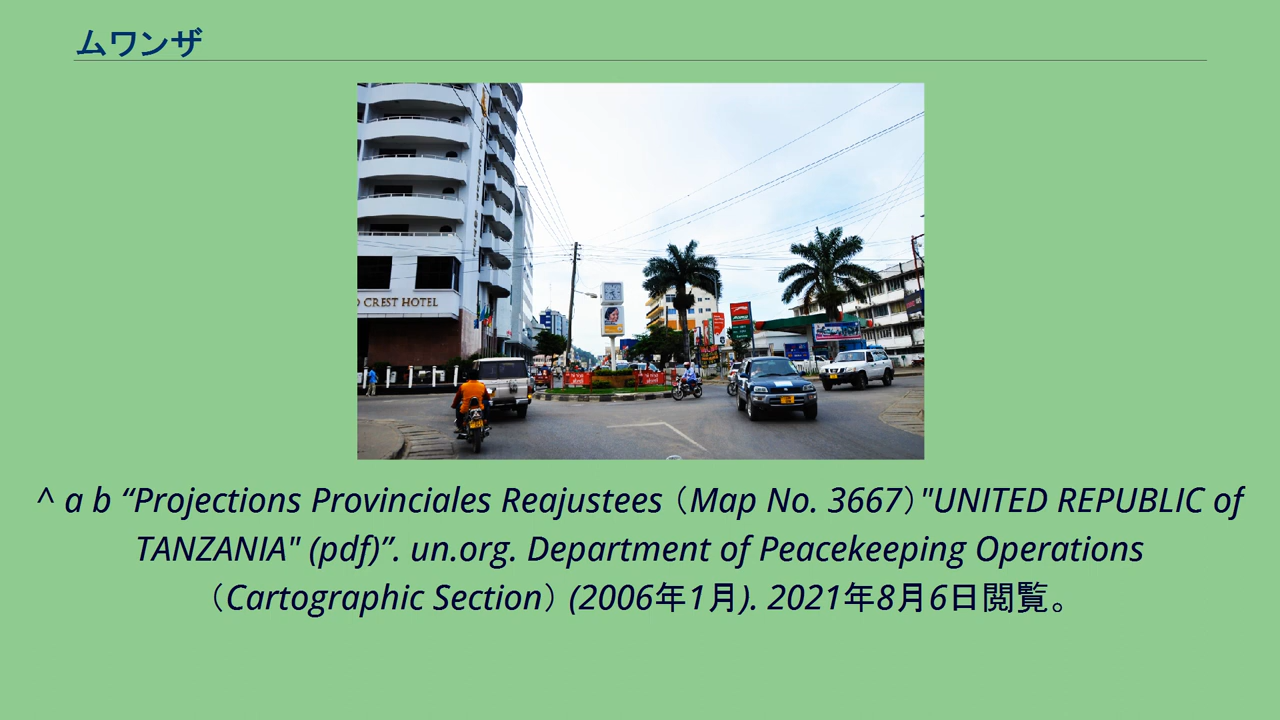 ムワンザ
CREST HOTEL
^ a b “Projections Provinciales Reajustees（Map No. 3667）"UNITED REPUBLIC of
TANZANIA" (pdf)”. un.org. Department of Peacekeeping Operations
（Cartographic Section）(2006年1月). 2021年8月6日閲覧。